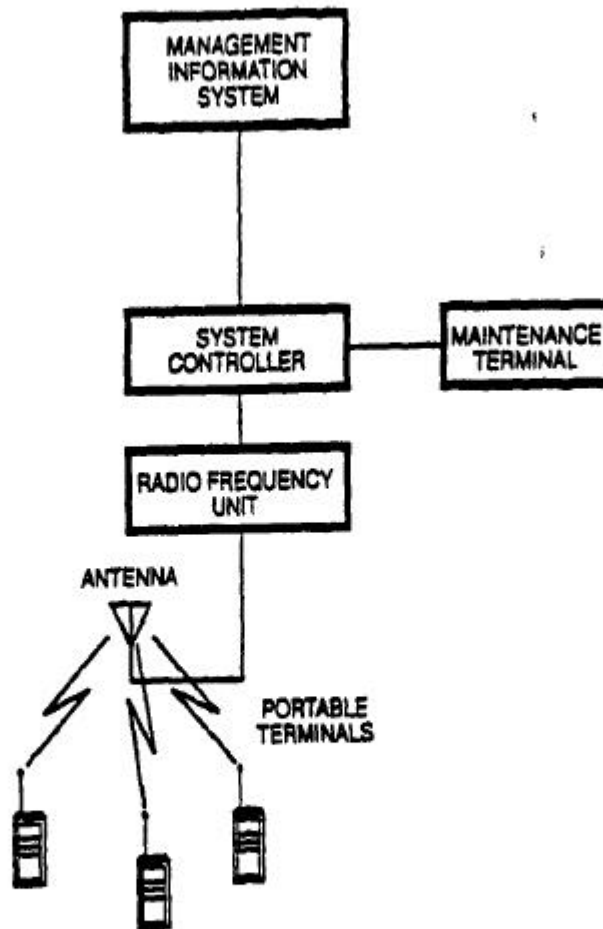 MANAGEMENT
INFORMATION
SYSTEM
SYSTEM
CONTROLLER
MAINTENANCE
TERMINAL
RADIO FREQUENCY
UNIT
ANTENNA
PORTABLE
TERMINALS